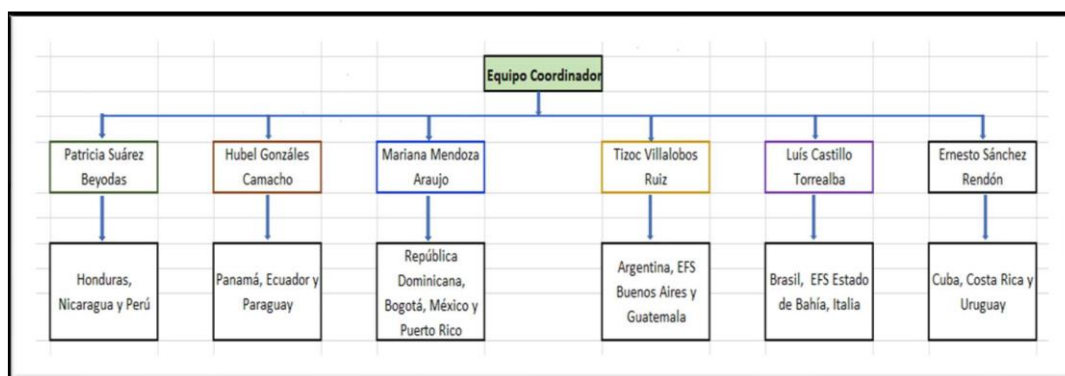 Equipo Coordinador
Patricia Suárez
Beyodas
Hubel Gonzáles
Camacho
Mariana Mendoza
Araujo
Tizoc Villalobos
Ruiz
Luís Castillo
Torrealba
Ernesto Sánchez
Rendón
Honduras,
Nicaragua y Perú
Panamá, Ecuador y
Paraguay
República
Dominicana,
Bogotá, México y
Puerto Rico
Argentina, EFS
Buenos Aires y
Guatemala
Brasil, EFS Estado
de Bahía, Italia
Cuba, Costa Rica y
Uruguay